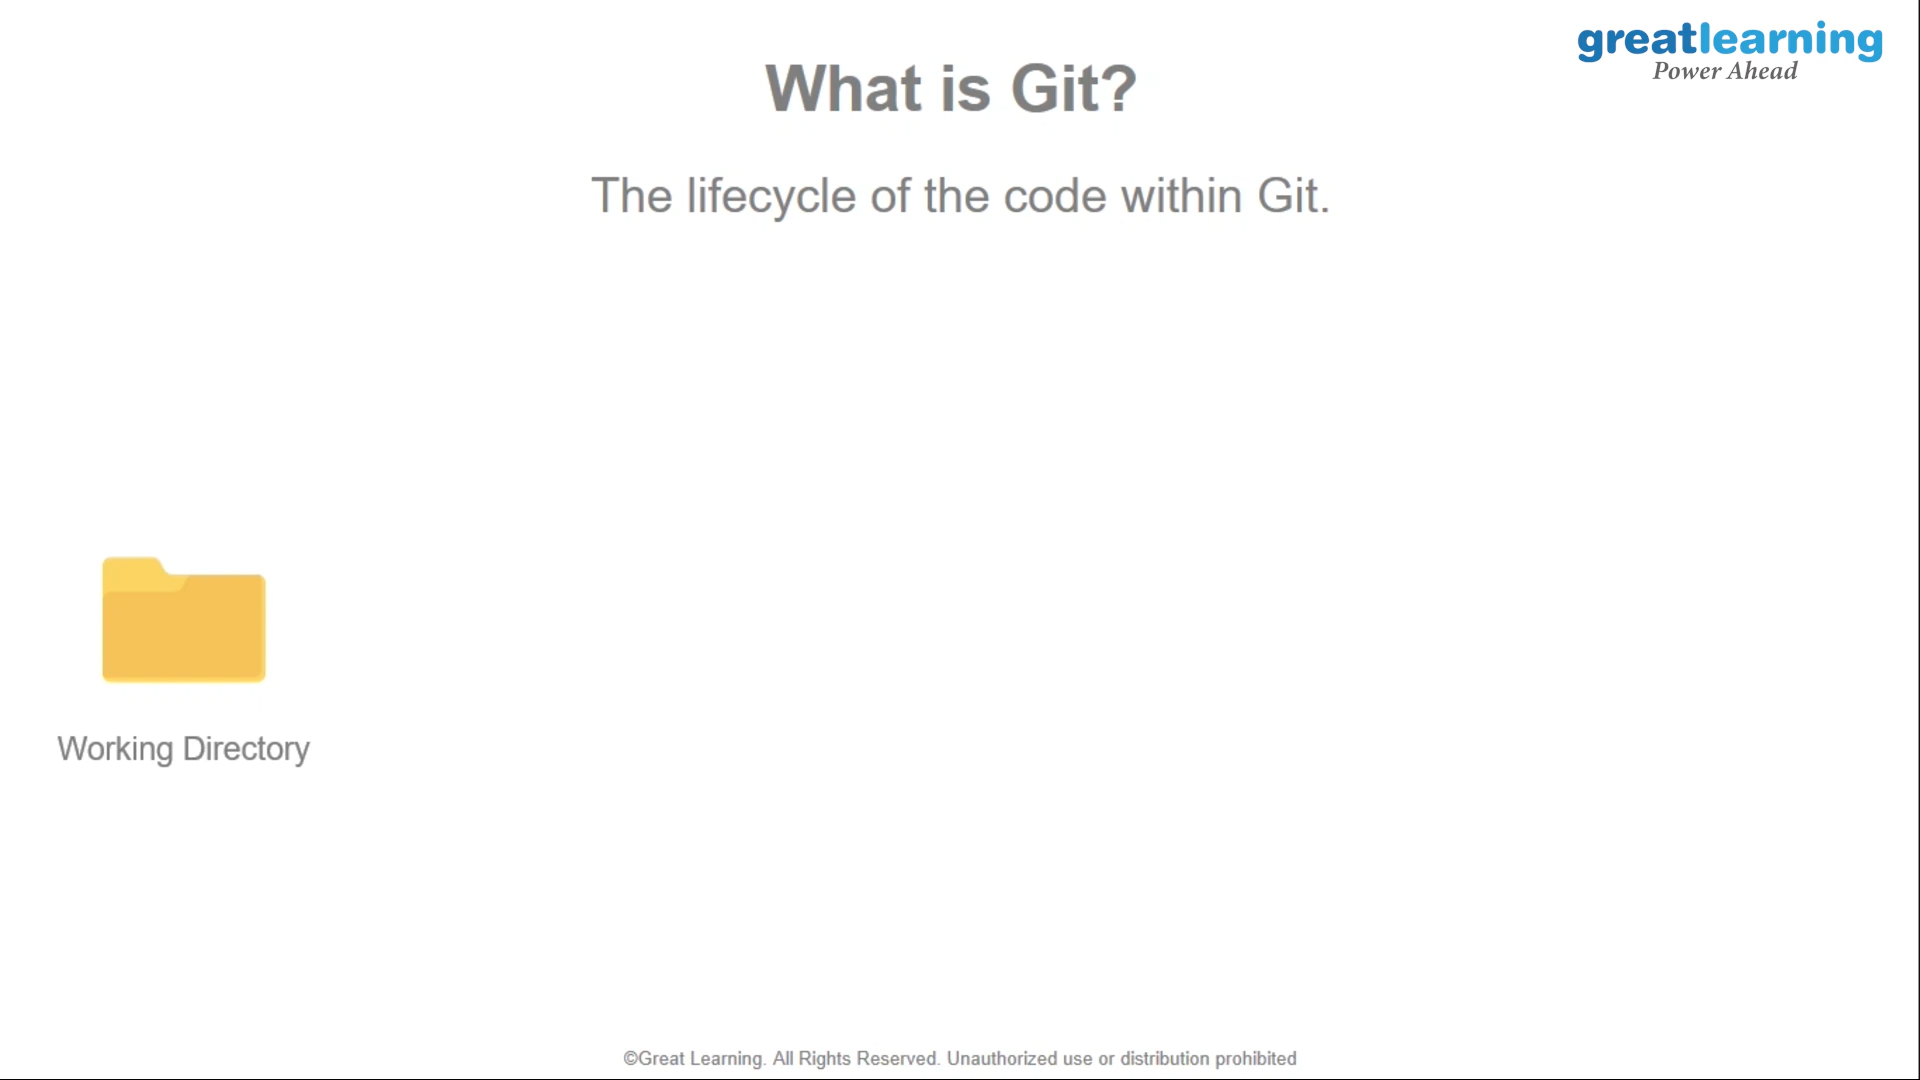 greatlearning
Power Ahead
What is Git?
The lifecycle of the code within Git.
Working Directory
©Great Learning. All Rights Reserved. Unauthorized use or distribution prohibited